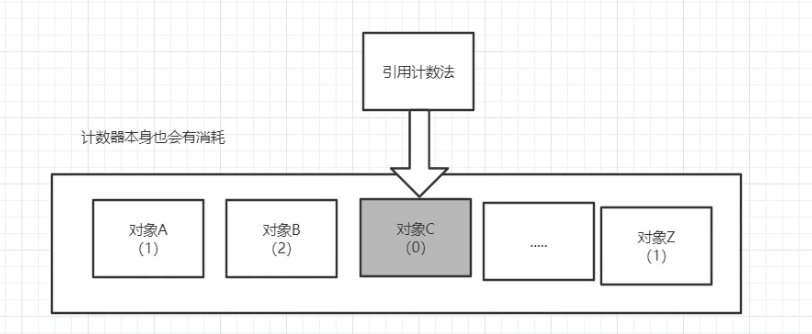 引用计数法
计数器本身也会有消耗
对象A
(1)
对象B
(2)
对象C
(0)
.....
对象Z
(1)